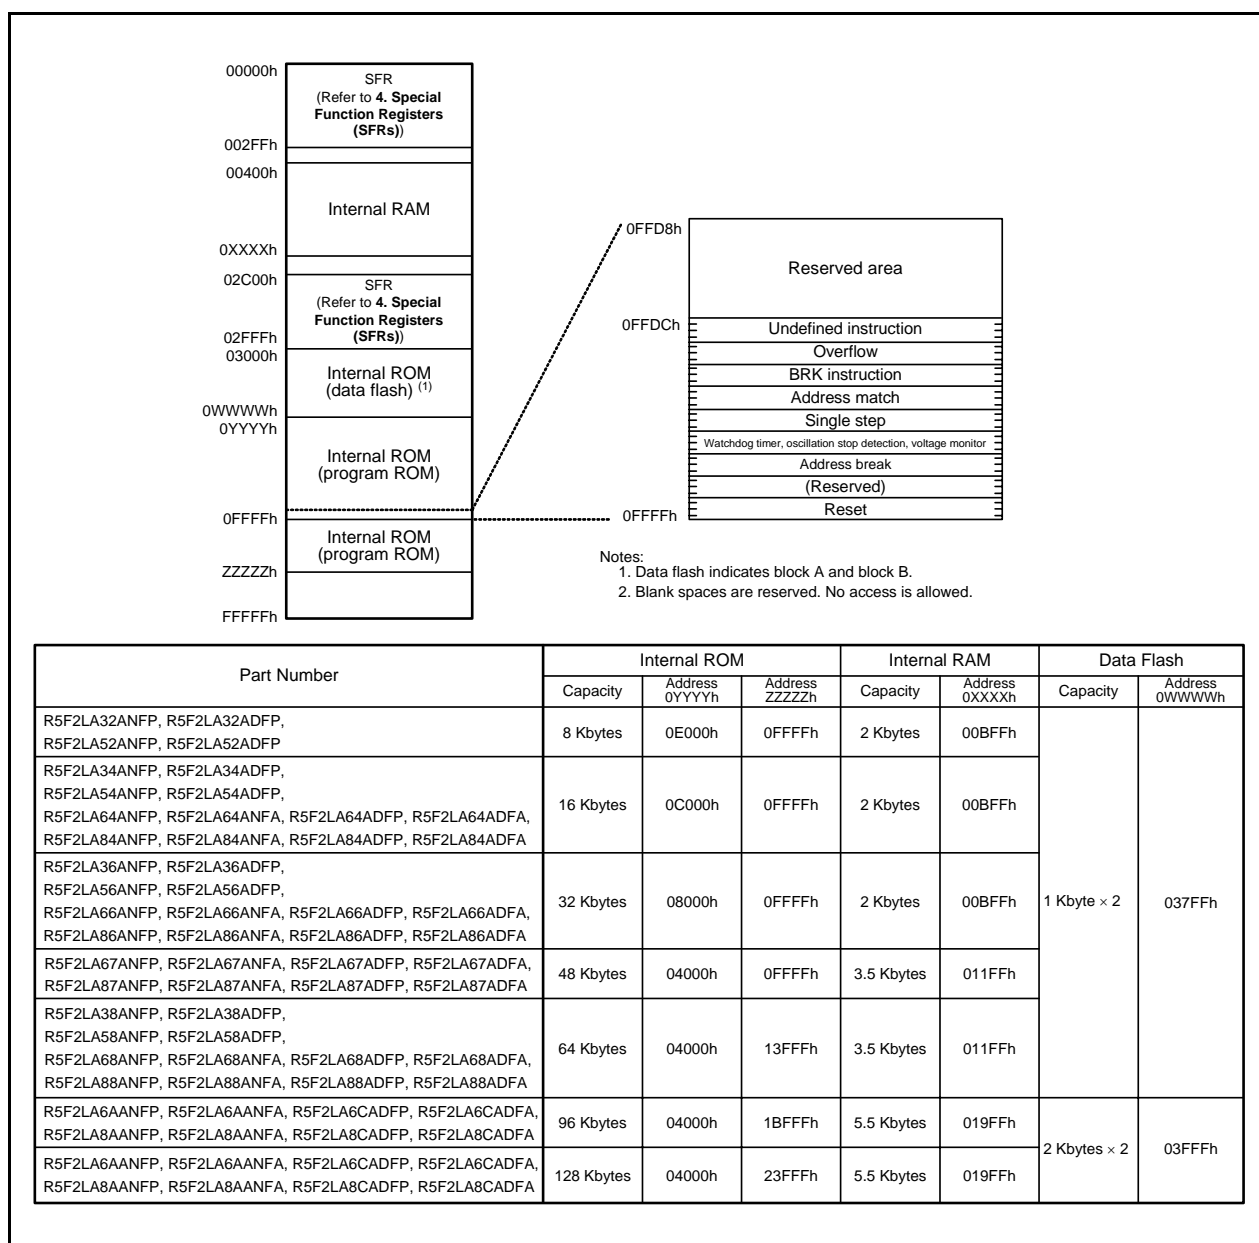 00000h
SFR
(Refer to 4. Special
Function Registers
(SFRs))
002FFh
00400h
Internal RAM
0XXXXh
02C00h
SFR
(Refer to 4. Special
Function Registers
(SFRs))
02FFFh
03000h
Internal ROM
(data flash) (1)
0WWWWh
0YYYYh
Internal ROM
(program ROM)
0FFFFh
Internal ROM
(program ROM)
ZZZZZh
FFFFFh
0FFD8h
Reserved area
0FFDCh
Undefined instruction
Overflow
BRK instruction
Address match
Single step
Watchdog timer, oscillation stop detection, voltage monitor
Address break
(Reserved)
Reset
0FFFFh
Notes:
1. Data flash indicates block A and block B.
2. Blank spaces are reserved. No access is allowed.
Part Number
Internal ROM
Internal RAM
Data Flash
Capacity
Address
0YYYYh
Address
ZZZZZh
Capacity
Address
0XXXXh
Capacity
Address
0WWWWh
R5F2LA32ANFP, R5F2LA32ADFP,
R5F2LA52ANFP, R5F2LA52ADFP
8 Kbytes
0E000h
0FFFFh
2 Kbytes
00BFFh
R5F2LA34ANFP, R5F2LA34ADFP,
R5F2LA54ANFP, R5F2LA54ADFP,
R5F2LA64ANFP, R5F2LA64ANFA, R5F2LA64ADFP, R5F2LA64ADFA,
R5F2LA84ANFP, R5F2LA84ANFA, R5F2LA84ADFP, R5F2LA84ADFA
16 Kbytes
0C000h
0FFFFh
2 Kbytes
00BFFh
R5F2LA36ANFP, R5F2LA36ADFP,
R5F2LA56ANFP, R5F2LA56ADFP,
R5F2LA66ANFP, R5F2LA66ANFA, R5F2LA66ADFP, R5F2LA66ADFA,
R5F2LA86ANFP, R5F2LA86ANFA, R5F2LA86ADFP, R5F2LA86ADFA
32 Kbytes
08000h
0FFFFh
2 Kbytes
00BFFh
1 Kbyte × 2
037FFh
R5F2LA67ANFP, R5F2LA67ANFA, R5F2LA67ADFP, R5F2LA67ADFA,
R5F2LA87ANFP, R5F2LA87ANFA, R5F2LA87ADFP, R5F2LA87ADFA
48 Kbytes
04000h
0FFFFh
3.5 Kbytes
011FFh
R5F2LA38ANFP, R5F2LA38ADFP,
R5F2LA58ANFP, R5F2LA58ADFP,
R5F2LA68ANFP, R5F2LA68ANFA, R5F2LA68ADFP, R5F2LA68ADFA,
R5F2LA88ANFP, R5F2LA88ANFA, R5F2LA88ADFP, R5F2LA88ADFA
64 Kbytes
04000h
13FFFh
3.5 Kbytes
011FFh
R5F2LA6AANFP, R5F2LA6AANFA, R5F2LA6CADFP, R5F2LA6CADFA,
R5F2LA8AANFP, R5F2LA8AANFA, R5F2LA8CADFP, R5F2LA8CADFA
96 Kbytes
04000h
1BFFFh
5.5 Kbytes
019FFh
2 Kbytes × 2
03FFFh
R5F2LA6AANFP, R5F2LA6AANFA, R5F2LA6CADFP, R5F2LA6CADFA,
R5F2LA8AANFP, R5F2LA8AANFA, R5F2LA8CADFP, R5F2LA8CADFA
128 Kbytes
04000h
23FFFh
5.5 Kbytes
019FFh